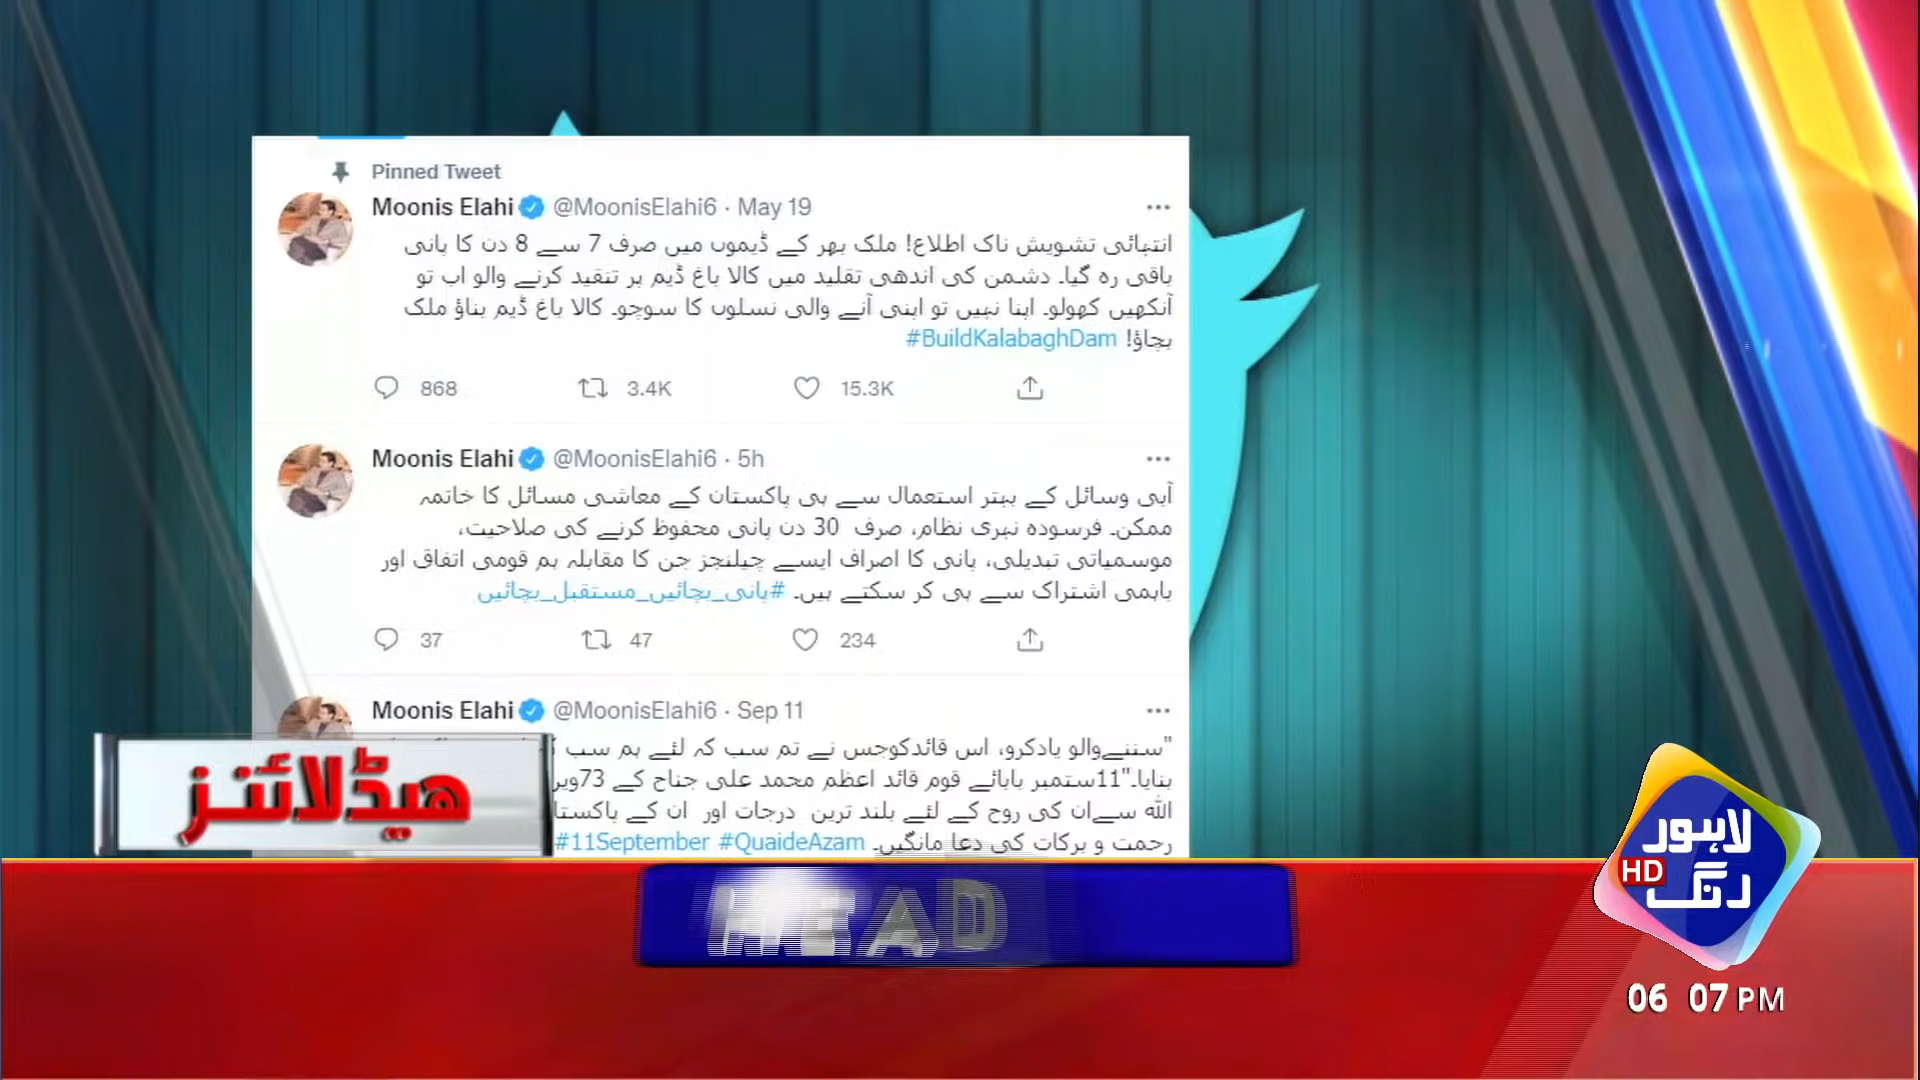 Pinned Tweet
Moonis Elahi @MoonisElahi6 · May 19
انتہائی تشویش ناک اطلاع! ملک بھر کے ڈیموں میں صرف 7 سے 8 دن کا پانی
باقی رہ گیا۔ دشمن کی اندھی تقلید میں کالا باغ ڈیم پر تنقید کرنے والو اب تو
آنکھیں کھولو۔ اپنا نہیں تو اپنی آنے والی نسلوں کا سوچو۔ کالا باغ ڈیم بناؤ ملک
بچاؤ! #BuildKalabaghDam
868 3.4K 15.3K
Moonis Elahi @MoonisElahi6 · 5h
آبی وسائل کے بہتر استعمال سے ہی پاکستان کے معاشی مسائل کا خاتمہ
ممکن۔ فرسودہ نہری نظام، صرف 30 دن پانی محفوظ کرنے کی صلاحیت،
موسمیاتی تبدیلی، پانی کا اصراف ایسے چیلنجز جن کا مقابلہ ہم قومی اتفاق اور
باہمی اشتراک سے ہی کر سکتے ہیں۔ #پانی_بچائیں_مستقبل_بچائیں
37 47 234
Moonis Elahi @MoonisElahi6 · Sep 11
"سننےوالو یادکرو، اس قائدکوجس نے تم سب کہ لئے ہم سب
بنایا۔"11ستمبر بابائے قوم قائد اعظم محمد علی جناح کے 73ویں
اللہ سےان کی روح کے لئے بلند ترین درجات اور ان کے
رحمت و برکات کی دعا مانگیں۔ #QuaideAzam #11September
ہیڈلائنز
HEAD
لاہور
رنگ
HD
06 07 PM